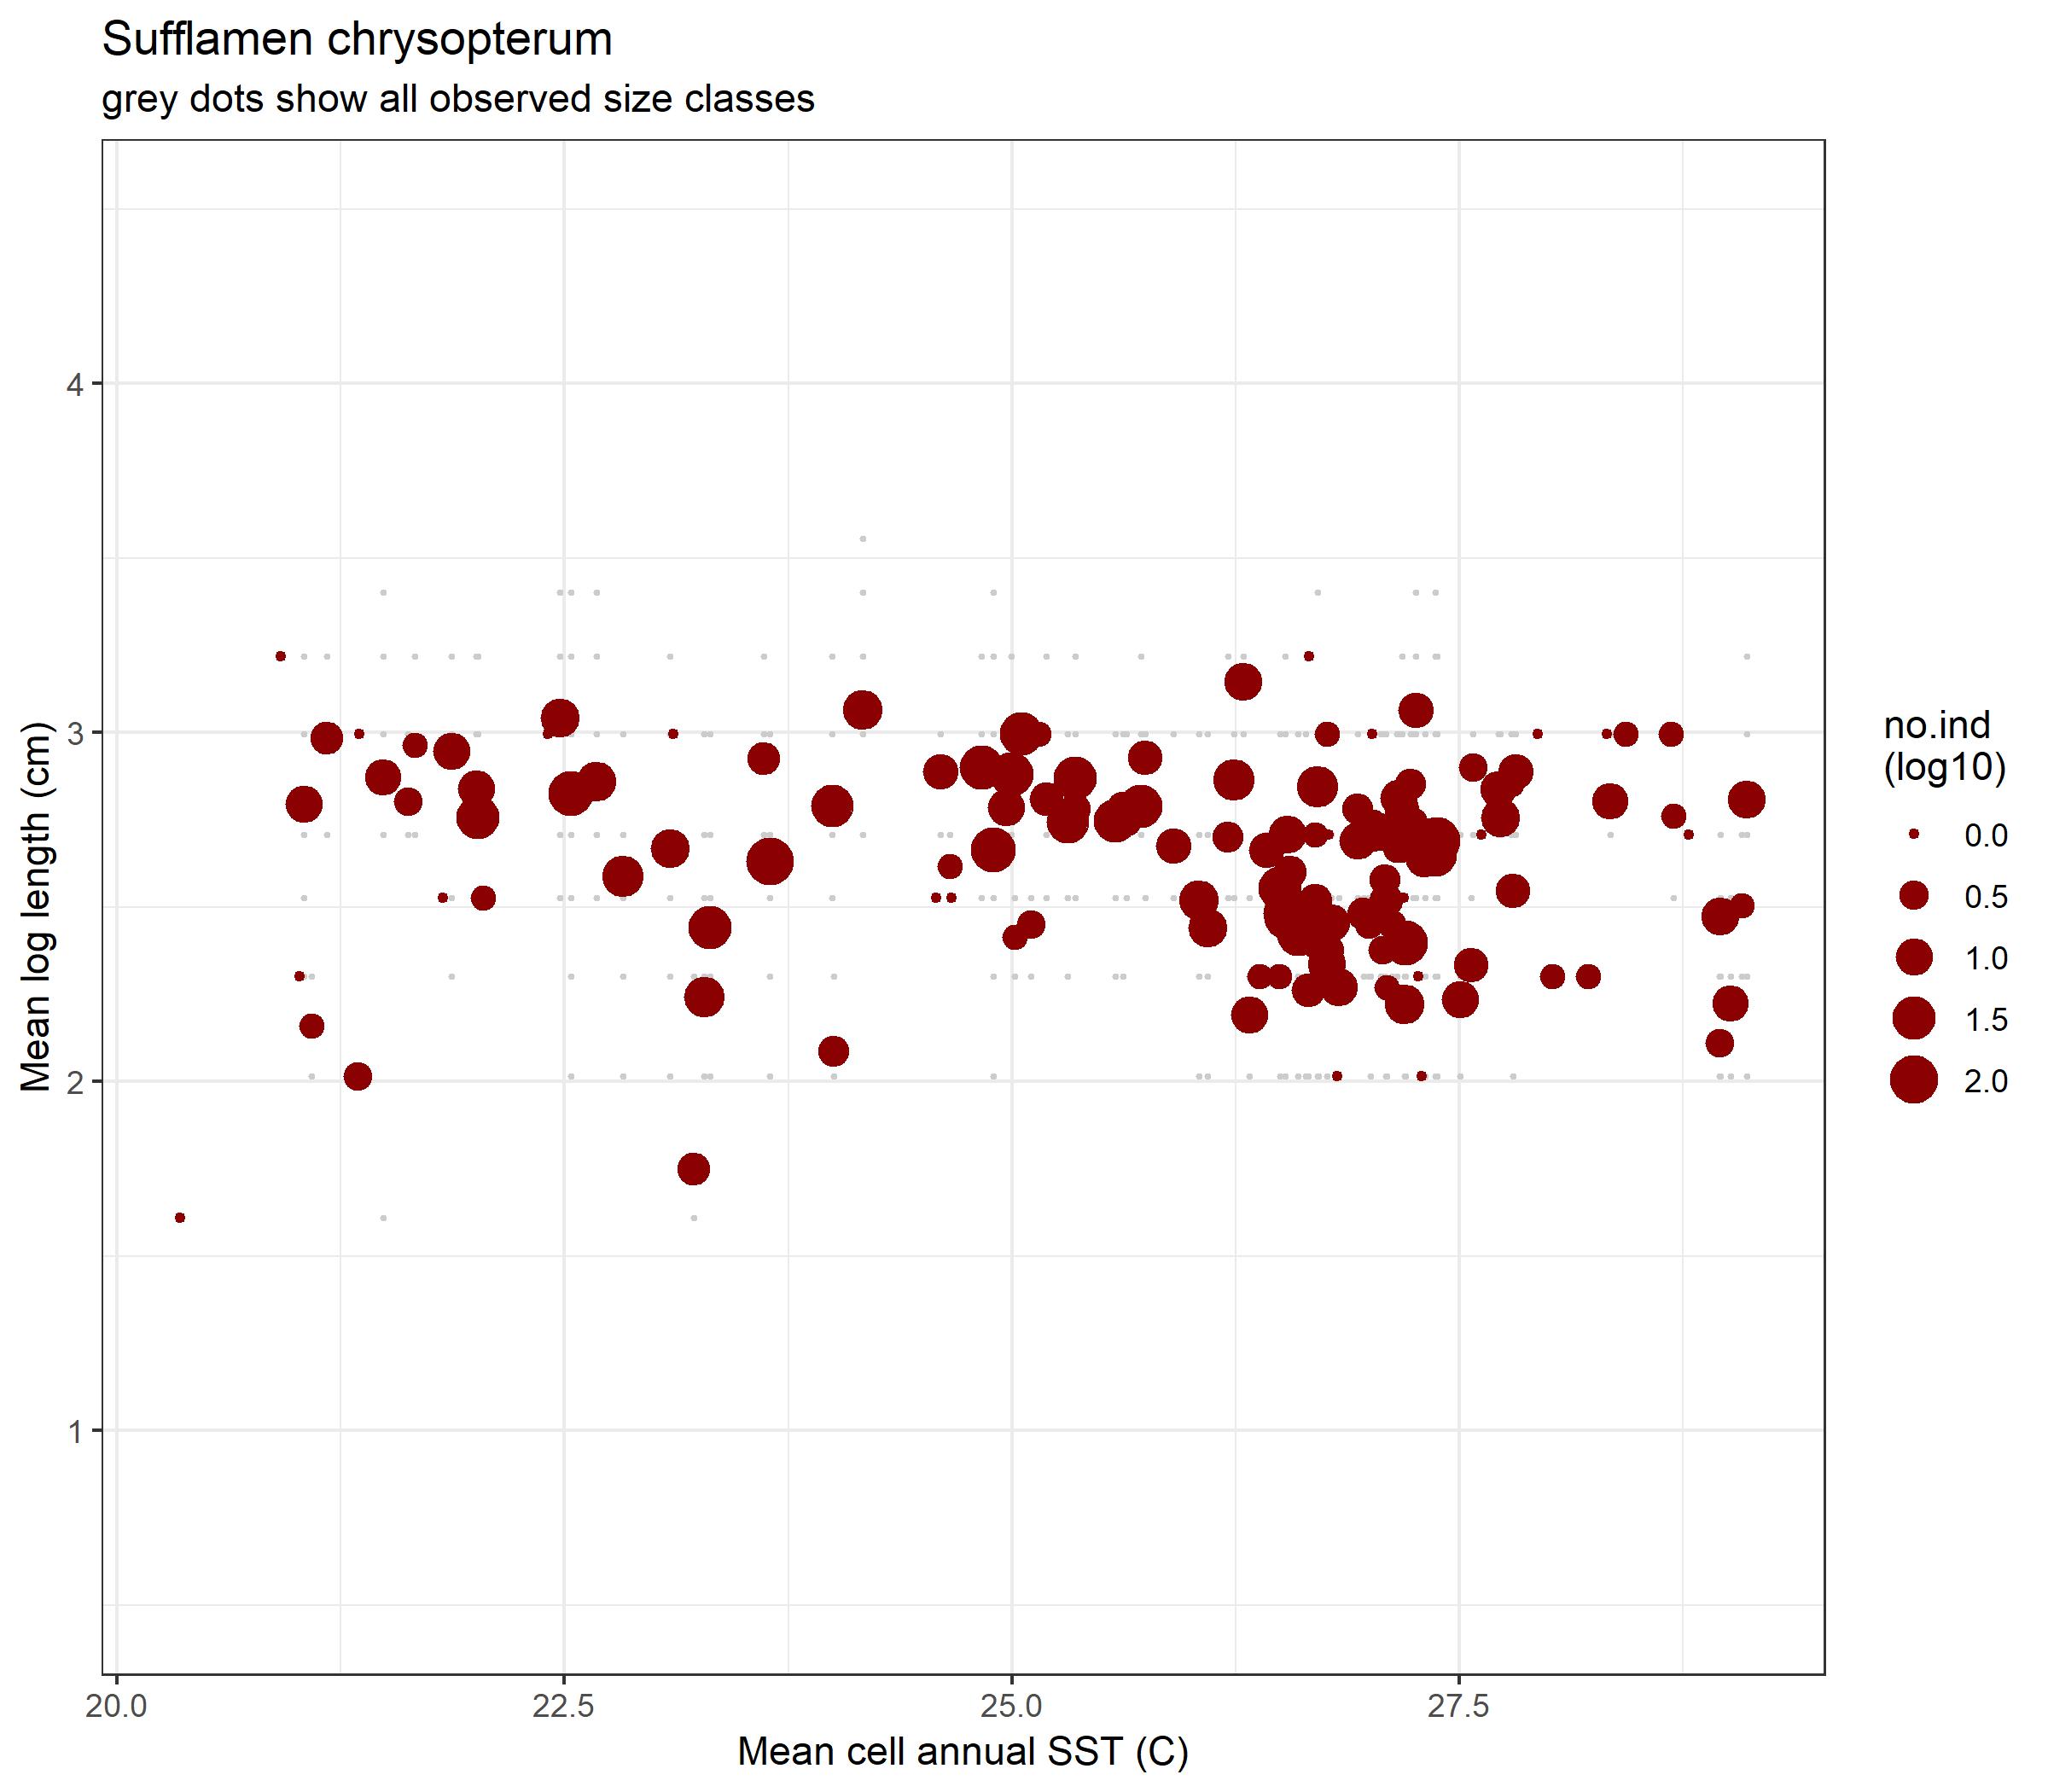 Sufflamen chrysopterum
grey dots show all observed size classes
Mean log length (cm)
4
3
2
1
20.0
22.5
25.0
27.5
Mean cell annual SST (C)
no.ind
(log10)
0.0
0.5
1.0
1.5
2.0